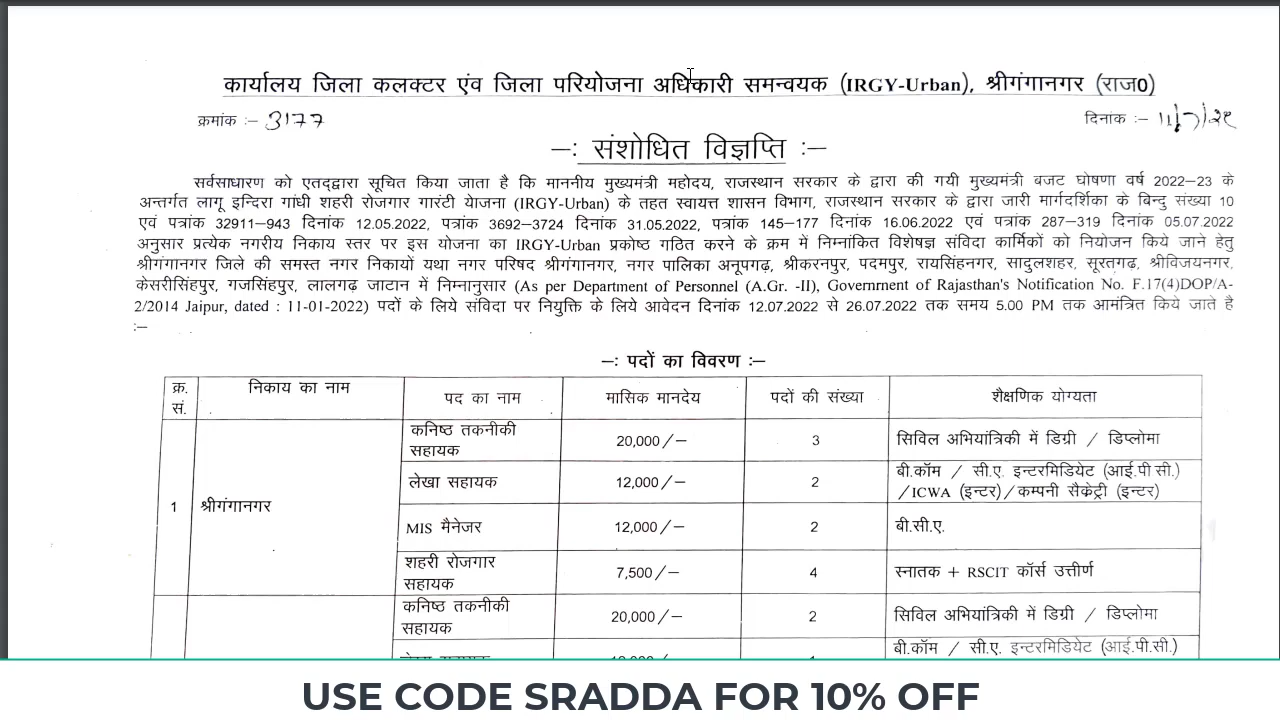 कार्यालय जिला कलक्टर एंव जिला परियोजना अधिकारी समन्वयक (IRGY-Urban), श्रीगंगानगर (राज0)
क्रमांक :– 3177 दिनांक :– 11/7/22
–: संशोधित विज्ञप्ति :–
सर्वसाधारण को एतद्द्वारा सूचित किया जाता है कि माननीय मुख्यमंत्री महोदय, राजस्थान सरकार के द्वारा की गयी मुख्यमंत्री बजट घोषणा वर्ष 2022–23 के
अन्तर्गत लागू इन्दिरा गांधी शहरी रोजगार गारंटी योजना (IRGY-Urban) के तहत स्वायत्त शासन विभाग, राजस्थान सरकार के द्वारा जारी मार्गदर्शिका के बिन्दु संख्या 10
एवं पत्रांक 32911–943 दिनांक 12.05.2022, पत्रांक 3692–3724 दिनांक 31.05.2022, पत्रांक 145–177 दिनांक 16.06.2022 एवं पत्रांक 287–319 दिनांक 05.07.2022
अनुसार प्रत्येक नगरीय निकाय स्तर पर इस योजना का IRGY-Urban प्रकोष्ठ गठित करने के क्रम में निम्नांकित विशेषज्ञ संविदा कार्मिकों को नियोजन किये जाने हेतु
श्रीगंगानगर जिले की समस्त नगर निकायों यथा नगर परिषद श्रीगंगानगर, नगर पालिका अनूपगढ़, श्रीकरनपुर, पदमपुर, रायसिंहनगर, सादुलशहर, सूरतगढ, श्रीविजयनगर,
केसरीसिंहपुर, गजसिंहपुर, लालगढ़ जाटान में निम्नानुसार (As per Department of Personnel (A.Gr. -II), Government of Rajasthan's Notification No. F.17(4)DOP/A-
2/2014 Jaipur, dated : 11-01-2022) पदों के लिये संविदा पर नियुक्ति के लिये आवेदन दिनांक 12.07.2022 से 26.07.2022 तक समय 5.00 PM तक आमंत्रित किये जाते है
:–
–: पदों का विवरण :–
क्र. सं. निकाय का नाम पद का नाम मासिक मानदेय पदों की संख्या शैक्षणिक योग्यता
1 श्रीगंगानगर कनिष्ठ तकनीकी सहायक 20,000/– 3 सिविल अभियांत्रिकी में डिग्री / डिप्लोमा
लेखा सहायक 12,000/– 2 बी.कॉम / सी.ए. इन्टरमिडियेट (आई.पी सी.) /ICWA (इन्टर)/कम्पनी सैक्रेट्री (इन्टर)
MIS मैनेजर 12,000/– 2 बी.सी.ए.
शहरी रोजगार सहायक 7,500/– 4 स्नातक + RSCIT कॉर्स उत्तीर्ण
कनिष्ठ तकनीकी सहायक 20,000/– 2 सिविल अभियांत्रिकी में डिग्री / डिप्लोमा
बी.कॉम / सी.ए. इन्टरमिडियेट (आई.पी.सी.)
USE CODE SRADDA FOR 10% OFF